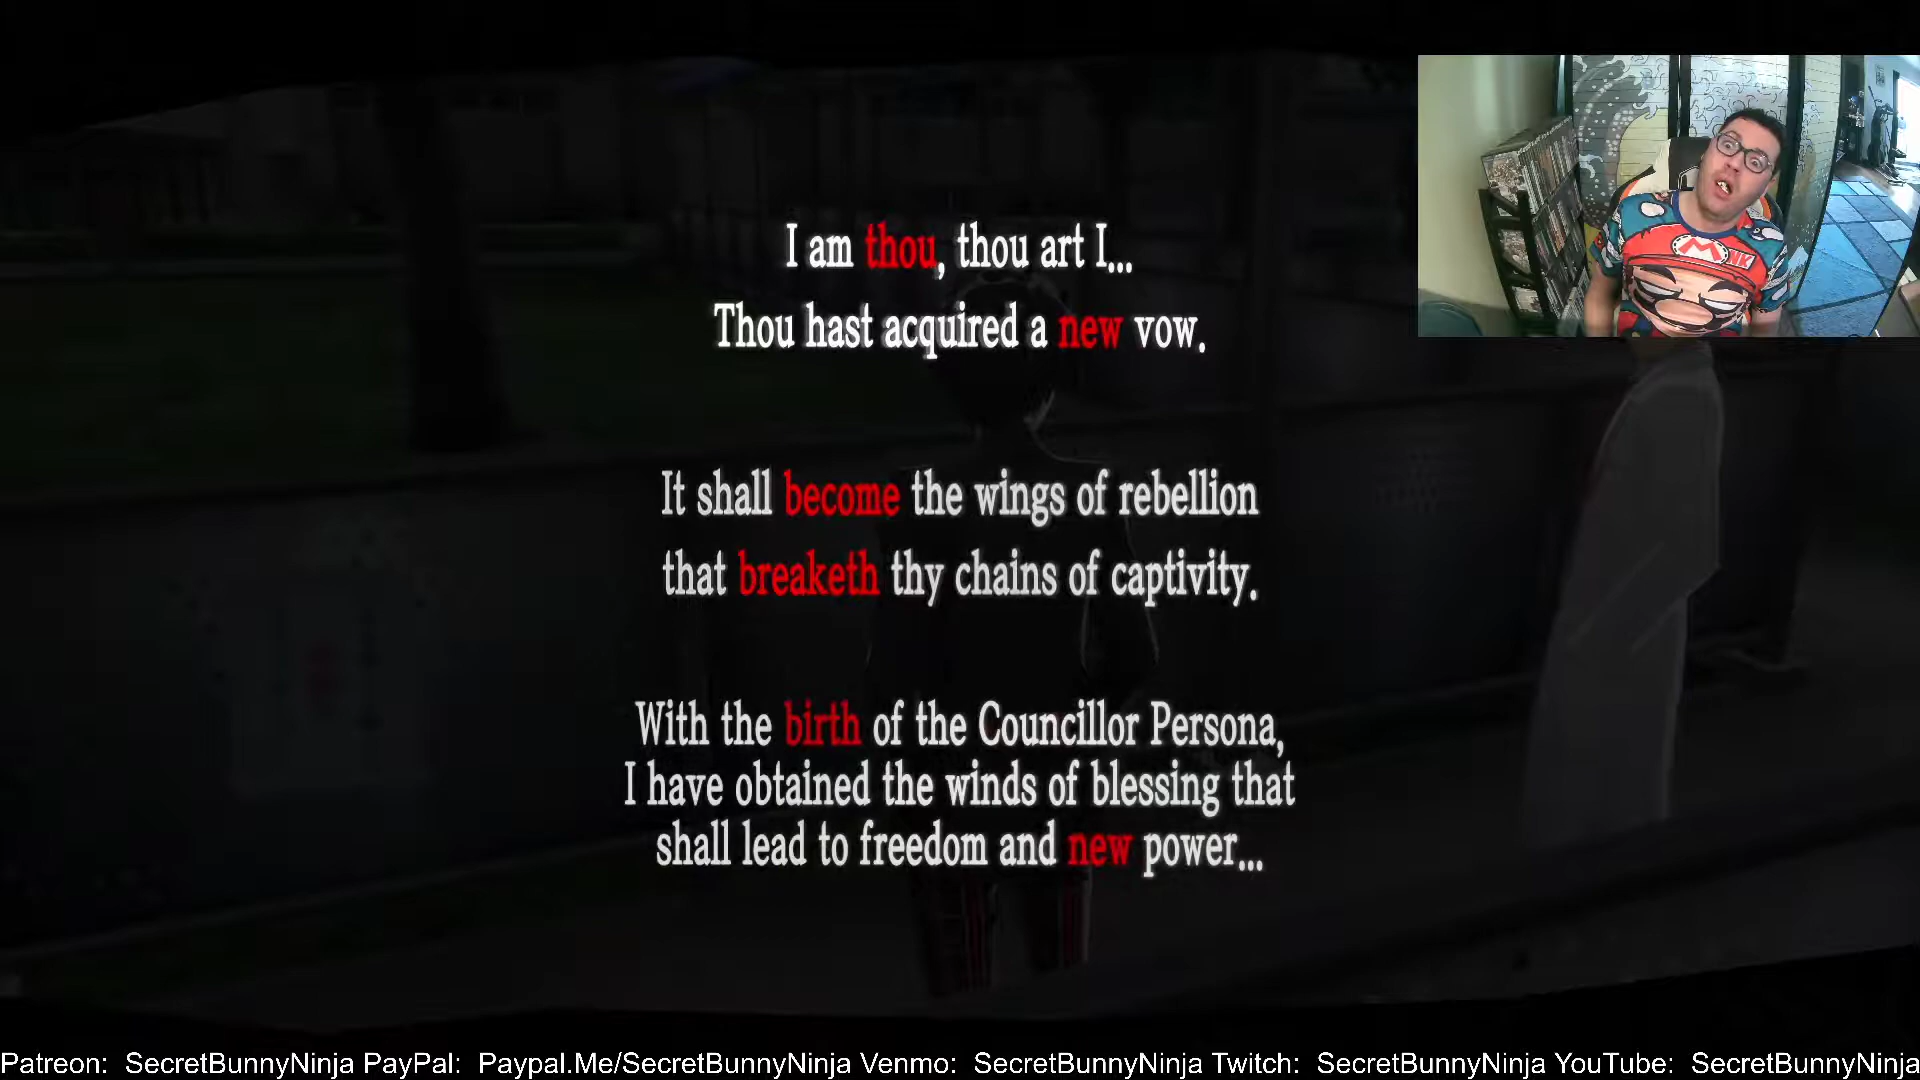 I am thou, thou art I...
Thou hast acquired a new vow.
It shall become the wings of rebellion
that breaketh thy chains of captivity.
With the birth of the Councillor Persona,
I have obtained the winds of blessing that
shall lead to freedom and new power...
M
NK
Patreon: SecretBunnyNinja PayPal: Paypal.Me/SecretBunnyNinja Venmo: SecretBunnyNinja Twitch: SecretBunnyNinja YouTube: SecretBunnyNinja